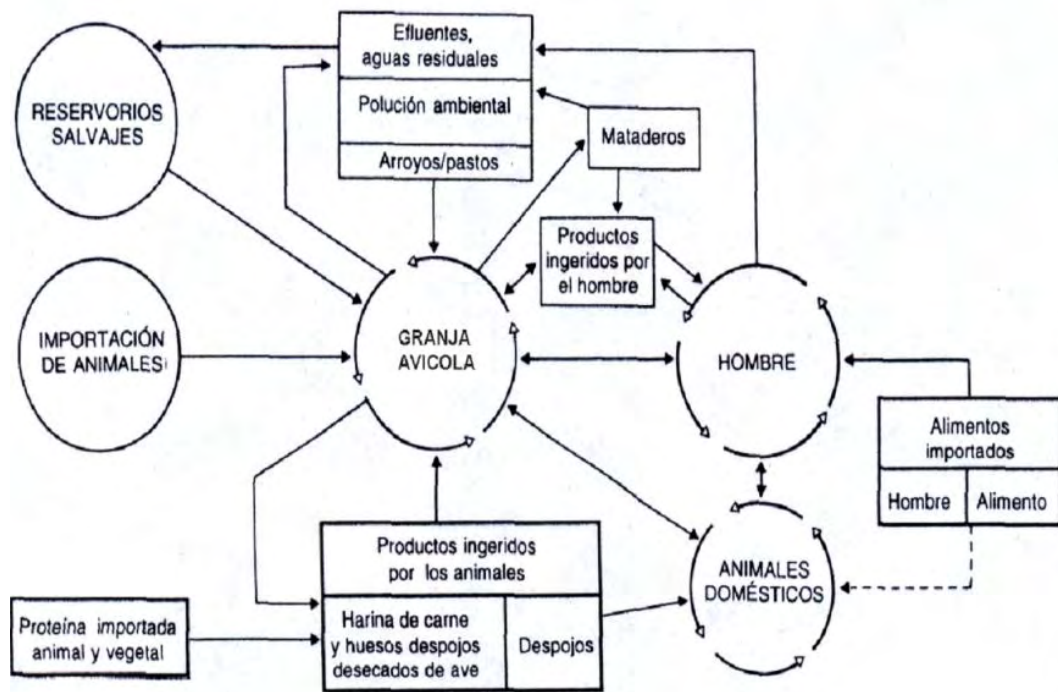 Efluentes,
aguas residuales
Polución ambiental
Arroyos/pastos
RESERVORIOS
SALVAJES
Mataderos
Productos
ingeridos por
el hombre
IMPORTACIÓN
DE ANIMALES
GRANJA
AVICOLA
HOMBRE
Alimentos
importados
Hombre
Alimento
Productos ingeridos
por los animales
Harina de carne
y huesos despojos
desecados de ave
Despojos
ANIMALES
DOMÉSTICOS
Proteína importada
animal y vegetal